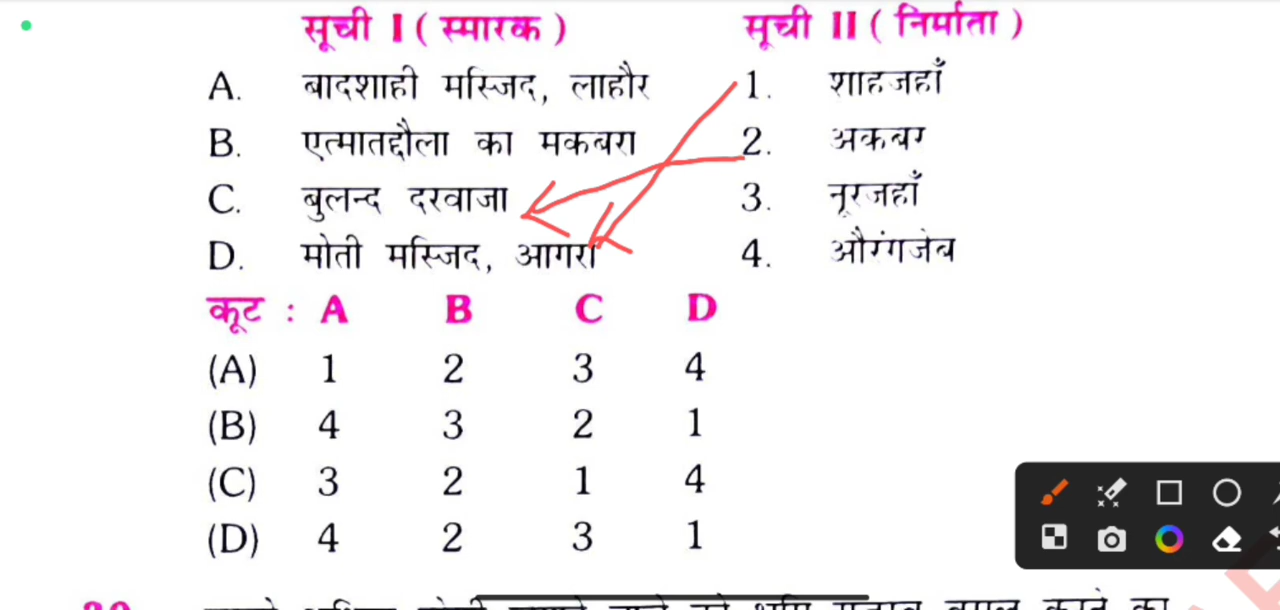 सूची I ( स्मारक ) सूची II ( निर्माता )
A. बादशाही मस्जिद, लाहौर 1. शाहजहाँ
B. एत्मातद्दौला का मकबरा 2. अकबर
C. बुलन्द दरवाजा 3. नूरजहाँ
D. मोती मस्जिद, आगरा 4. औरंगजेब
कूट : A B C D
(A) 1 2 3 4
(B) 4 3 2 1
(C) 3 2 1 4
(D) 4 2 3 1